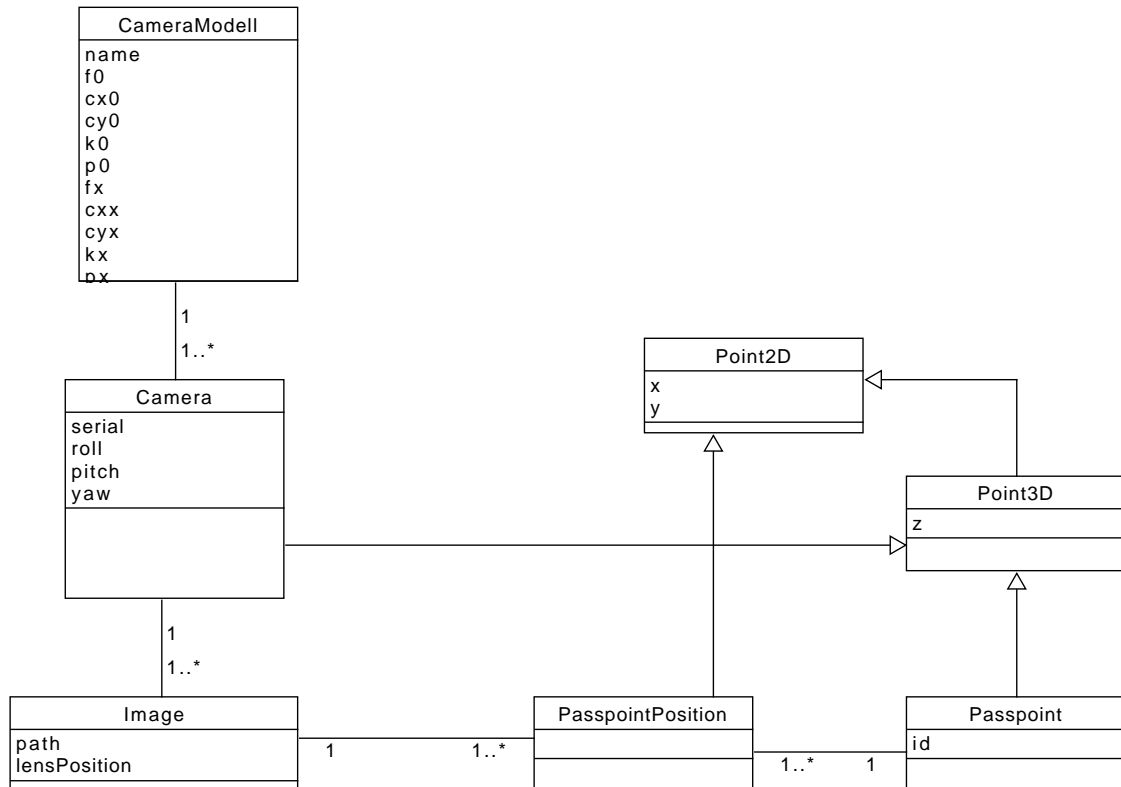 CameraModell
name
f0
cx0
cy0
k0
p0
fx
cxx
cyx
kx
px
1
1..*
Camera
serial
roll
pitch
yaw
Point2D
x
y
Point3D
z
1
1..*
Image
path
lensPosition
1
1..*
PasspointPosition
1..*
1
Passpoint
id